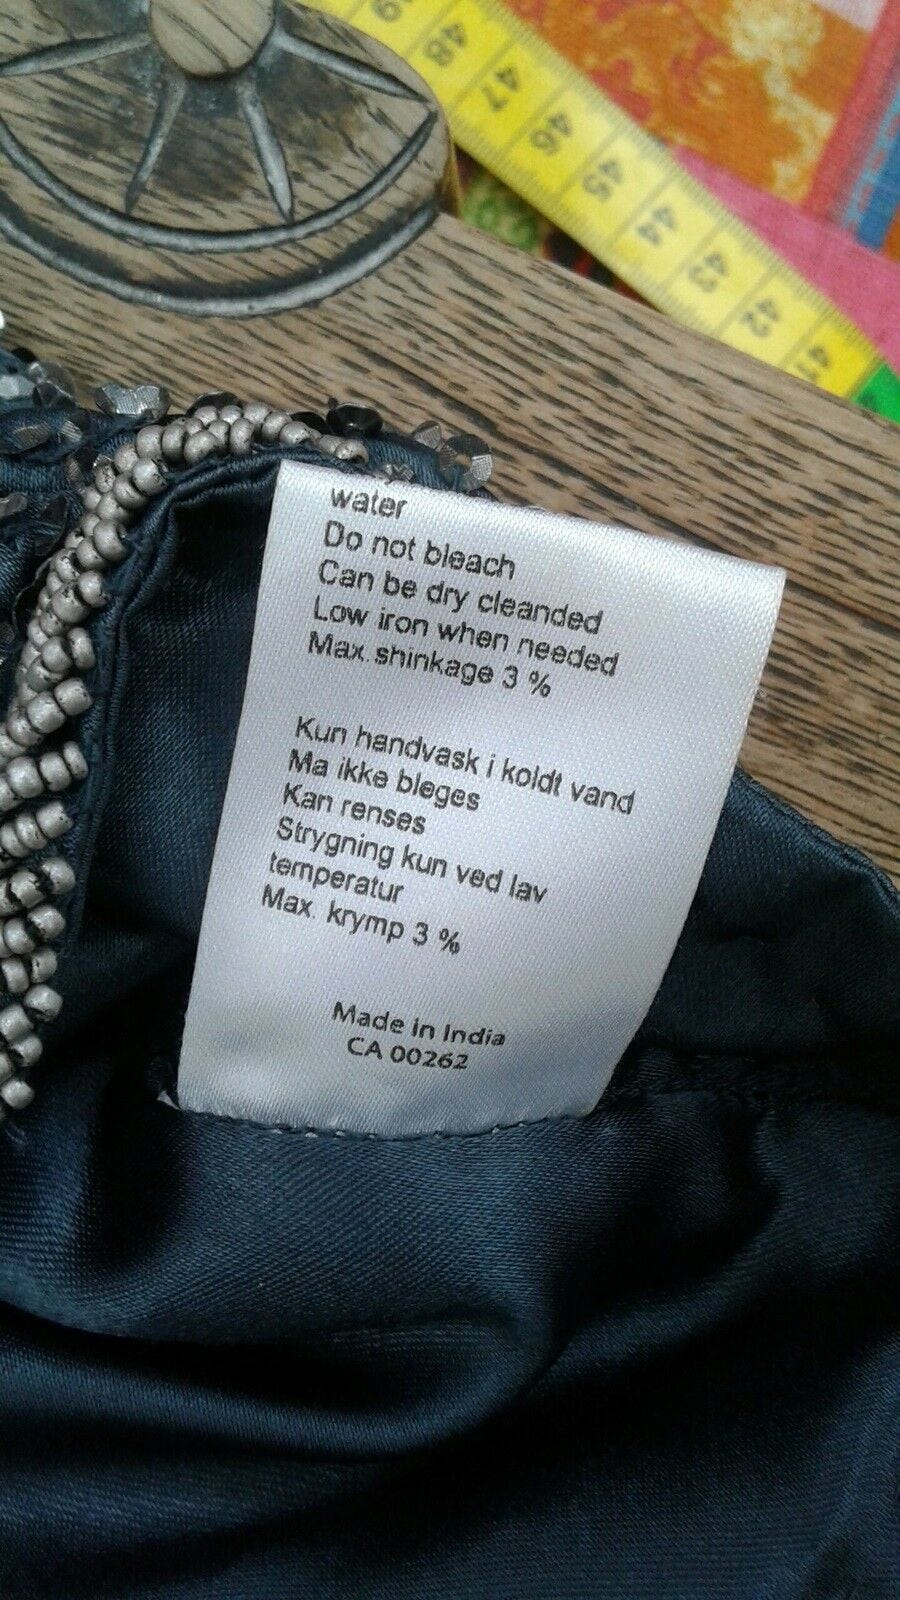 49
48
47
46
45
44
43
42
41
water
Do not bleach
Can be dry cleanded
Low iron when needed
Max.shinkage 3 %
Kun handvask i koldt vand
Ma ikke bleges
Kan renses
Strygning kun ved lav
temperatur
Max. krymp 3 %
Made in India
CA 00262